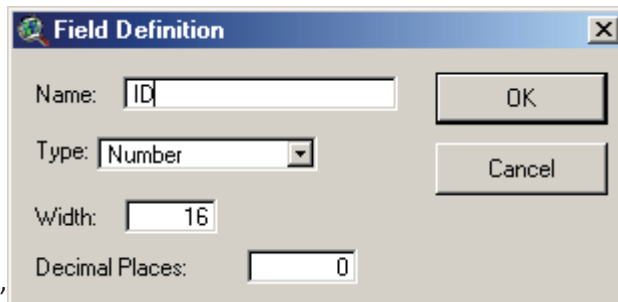 Field Definition
Name: ID OK
Type: Number Cancel
Width: 16
Decimal Places: 0
,